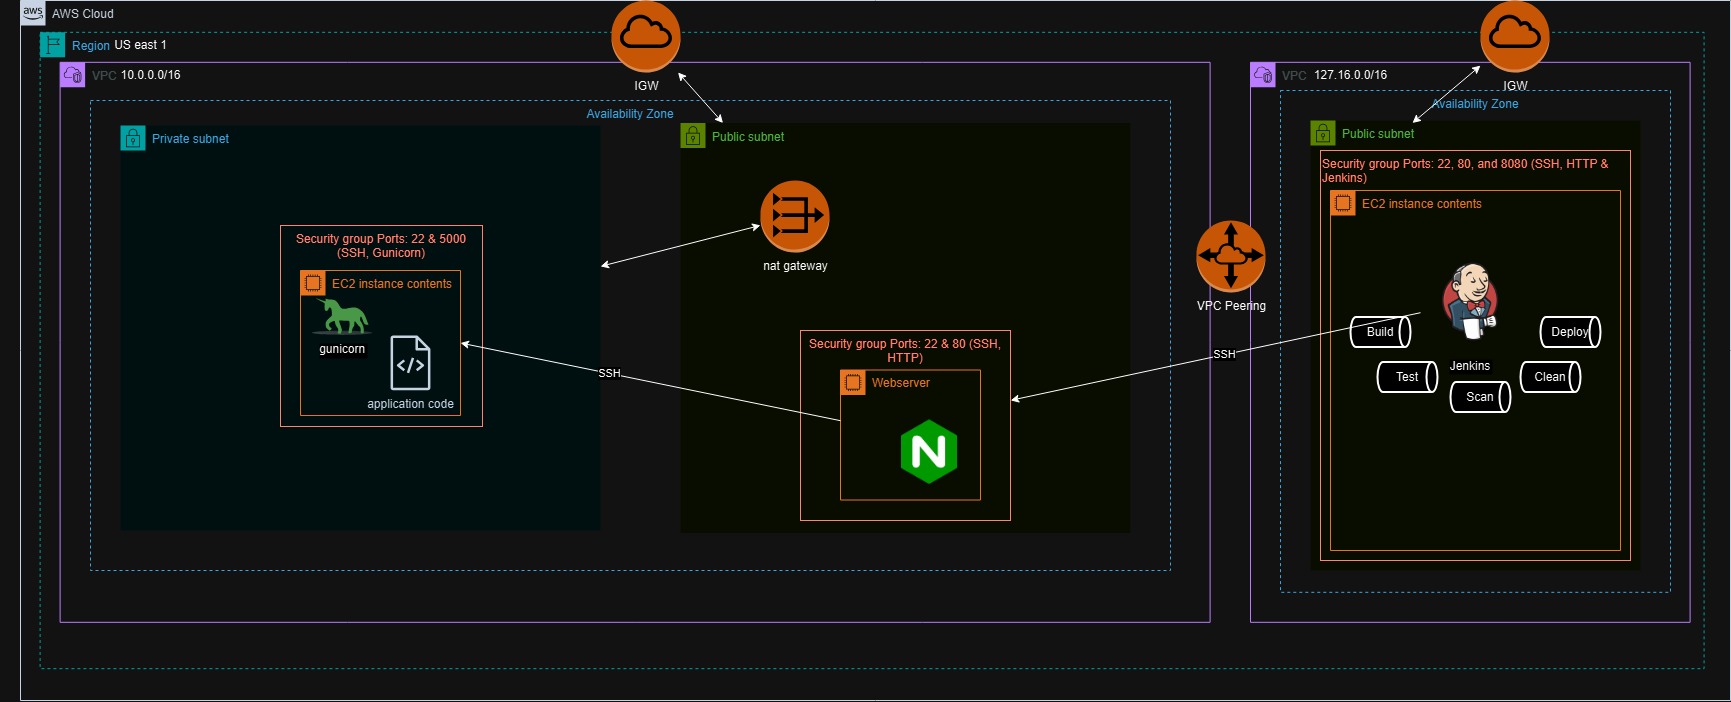 aws
AWS Cloud
Region US east 1
VPC 10.0.0.0/16
IGW
Availability Zone
Private subnet
Public subnet
nat gateway
Security group Ports: 22 & 5000
(SSH, Gunicorn)
EC2 instance contents
gunicorn
application code
SSH
Security group Ports: 22 & 80 (SSH,
HTTP)
Webserver
N
VPC Peering
SSH
VPC 127.16.0.0/16
IGW
Availability Zone
Public subnet
Security group Ports: 22, 80, and 8080 (SSH, HTTP &
Jenkins)
EC2 instance contents
Build
Deploy
Jenkins
Test
Clean
Scan